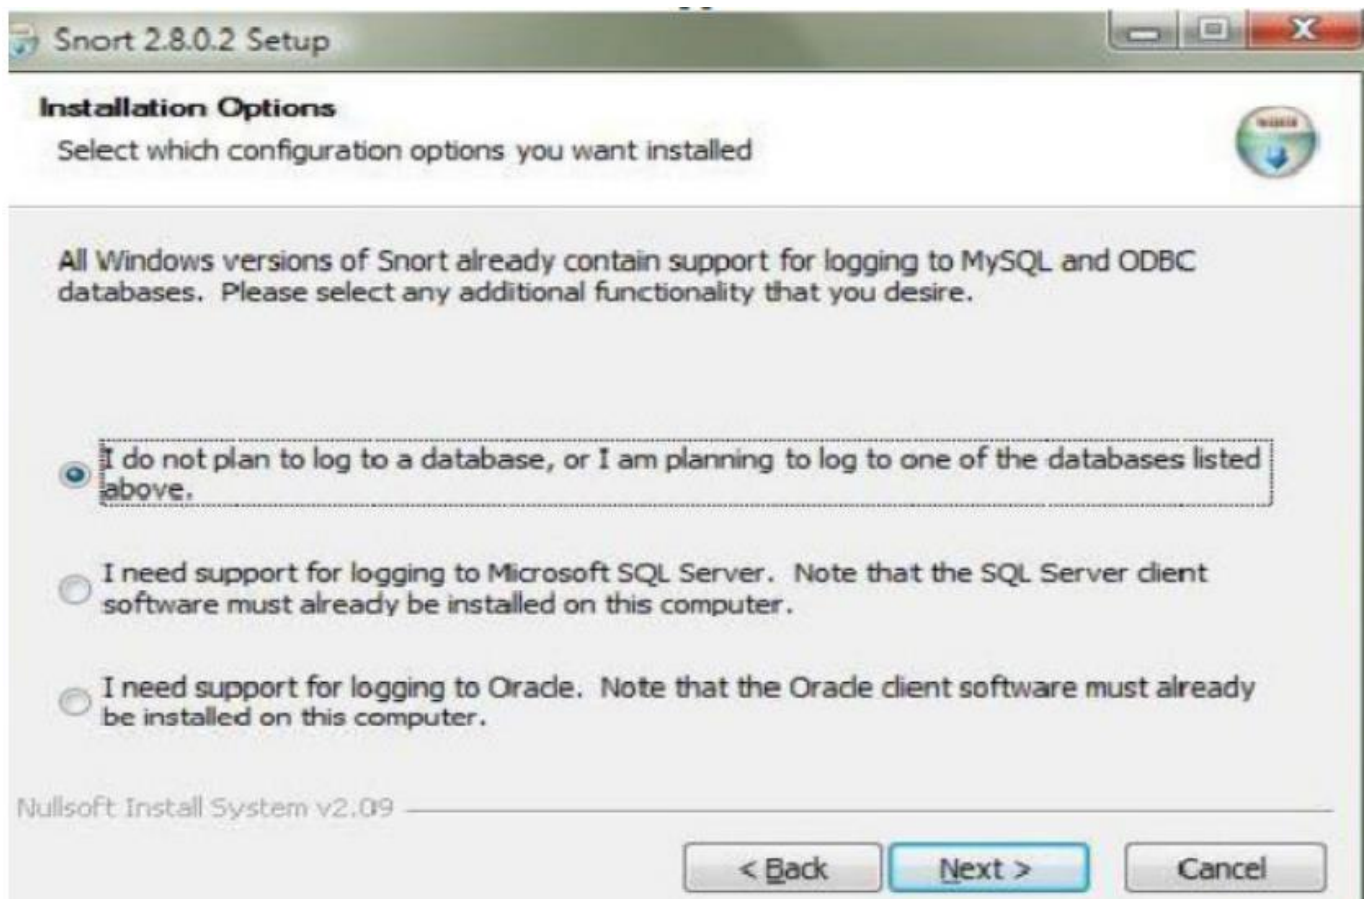 Snort 2.8.0.2 Setup
Installation Options
Select which configuration options you want installed
All Windows versions of Snort already contain support for logging to MySQL and ODBC
databases. Please select any additional functionality that you desire.
I do not plan to log to a database, or I am planning to log to one of the databases listed
above.
I need support for logging to Microsoft SQL Server. Note that the SQL Server client
software must already be installed on this computer.
I need support for logging to Oracle. Note that the Oracle client software must already
be installed on this computer.
Nullsoft Install System v2.09
< Back
Next >
Cancel